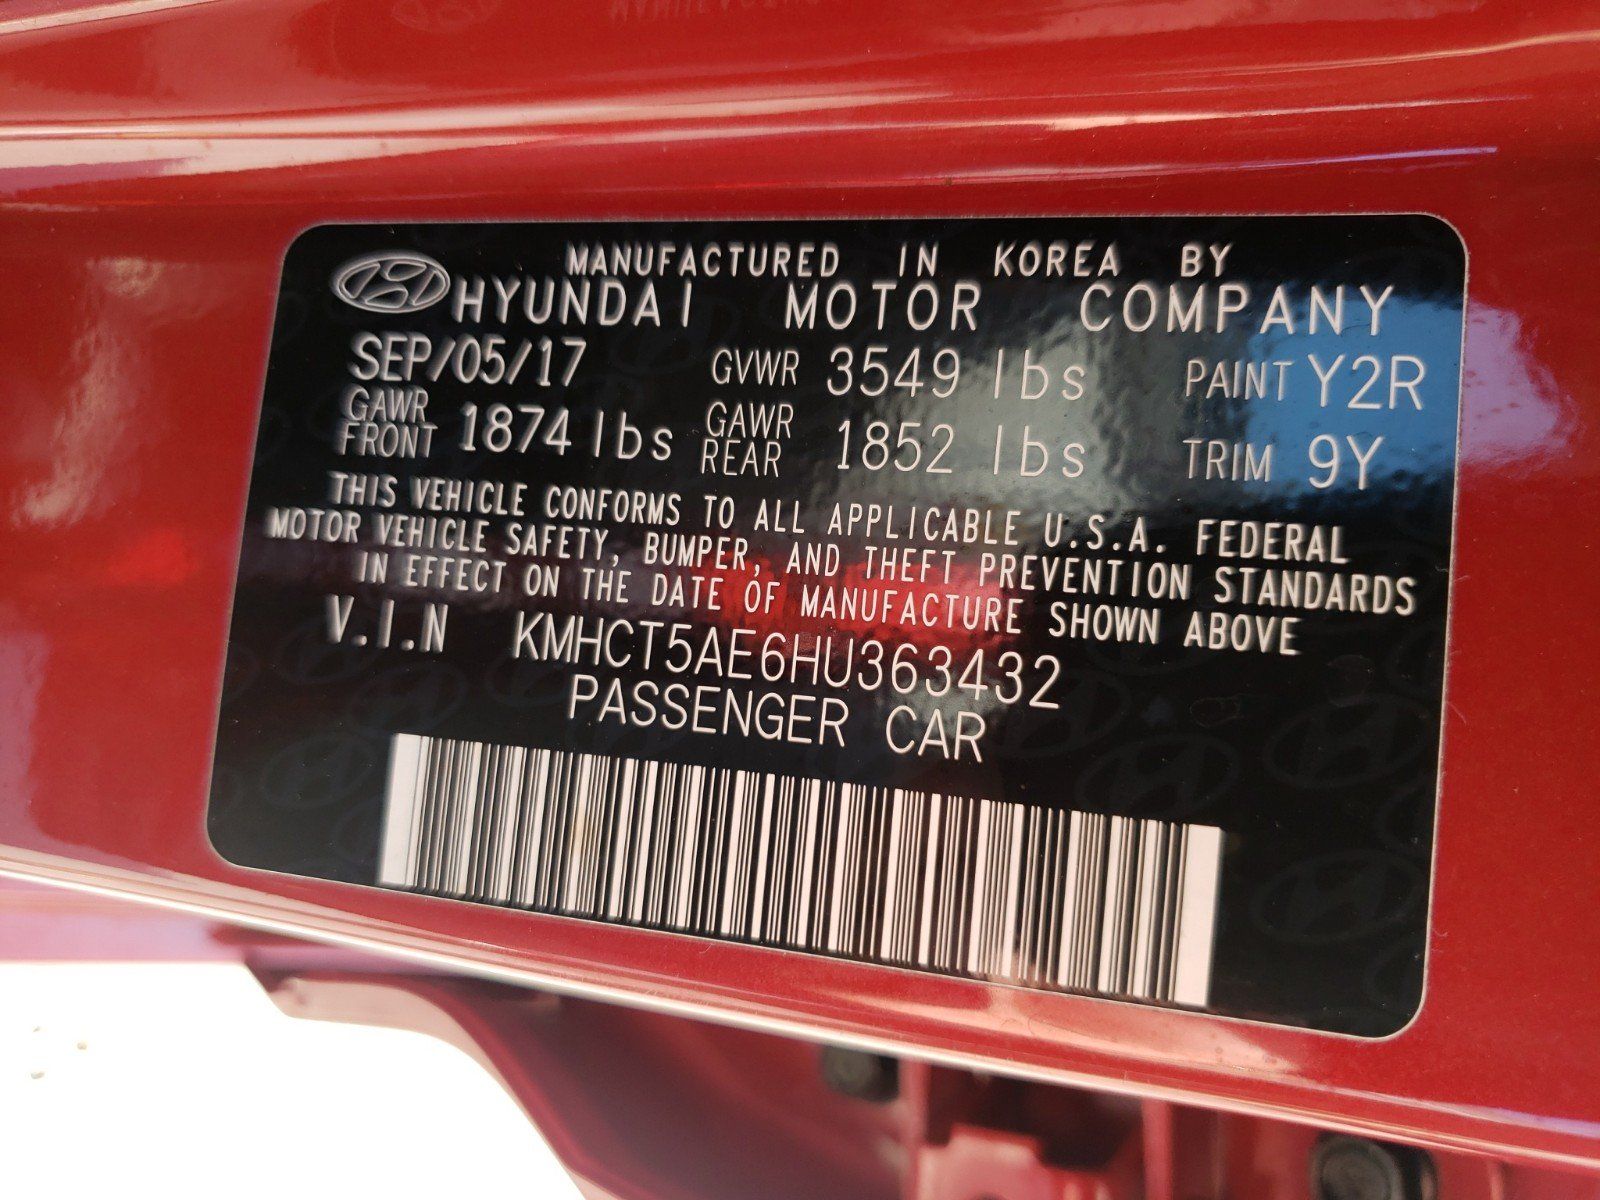 MANUFACTURED IN KOREA BY
HYUNDAI MOTOR COMPANY
SEP/05/17 GVWR 3549 lbs PAINT Y2R
GAWR FRONT 1874 lbs GAWR REAR 1852 lbs TRIM 9Y
THIS VEHICLE CONFORMS TO ALL APPLICABLE U.S.A. FEDERAL
MOTOR VEHICLE SAFETY, BUMPER, AND THEFT PREVENTION STANDARDS
IN EFFECT ON THE DATE OF MANUFACTURE SHOWN ABOVE
V.I.N KMHCT5AE6HU363432
PASSENGER CAR